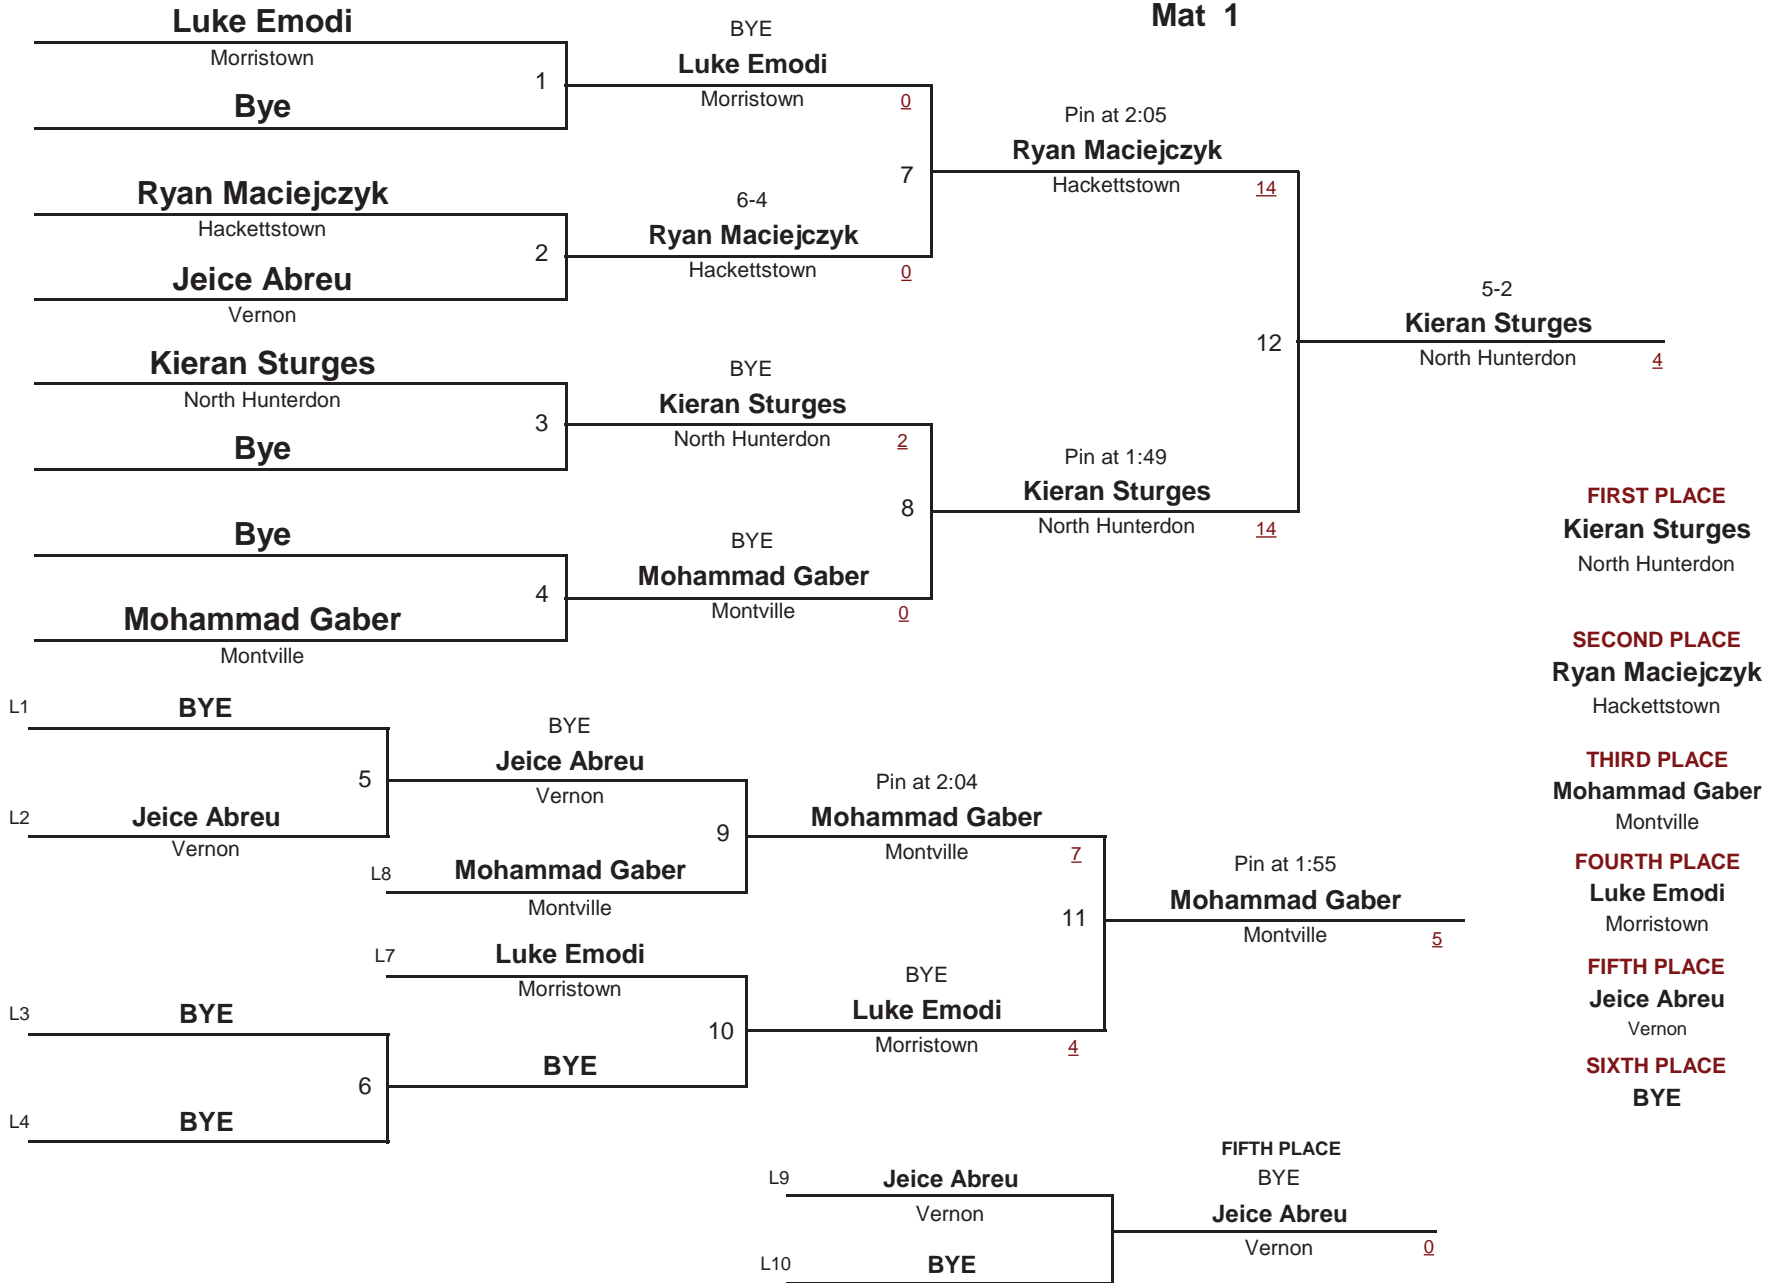 Mat 1
Luke Emodi
Morristown
1
Bye
BYE
Luke Emodi
Morristown
0
Ryan Maciejczyk
Hackettstown
2
Jeice Abreu
Vernon
6-4
Ryan Maciejczyk
Hackettstown
0
7
Pin at 2:05
Ryan Maciejczyk
Hackettstown
14
Kieran Sturges
North Hunterdon
3
Bye
BYE
Kieran Sturges
North Hunterdon
2
Bye
4
Mohammad Gaber
Montville
BYE
Mohammad Gaber
Montville
0
8
Pin at 1:49
Kieran Sturges
North Hunterdon
14
12
5-2
Kieran Sturges
North Hunterdon
4
FIRST PLACE
Kieran Sturges
North Hunterdon
SECOND PLACE
Ryan Maciejczyk
Hackettstown
THIRD PLACE
Mohammad Gaber
Montville
FOURTH PLACE
Luke Emodi
Morristown
FIFTH PLACE
Jeice Abreu
Vernon
SIXTH PLACE
BYE
L1
BYE
5
L2
Jeice Abreu
Vernon
BYE
Jeice Abreu
Vernon
9
L8
Mohammad Gaber
Montville
Pin at 2:04
Mohammad Gaber
Montville
7
L7
Luke Emodi
Morristown
10
L3
BYE
6
L4
BYE
BYE
BYE
Luke Emodi
Morristown
4
11
Pin at 1:55
Mohammad Gaber
Montville
5
L9
Jeice Abreu
Vernon
L10
BYE
FIFTH PLACE
BYE
Jeice Abreu
Vernon
0